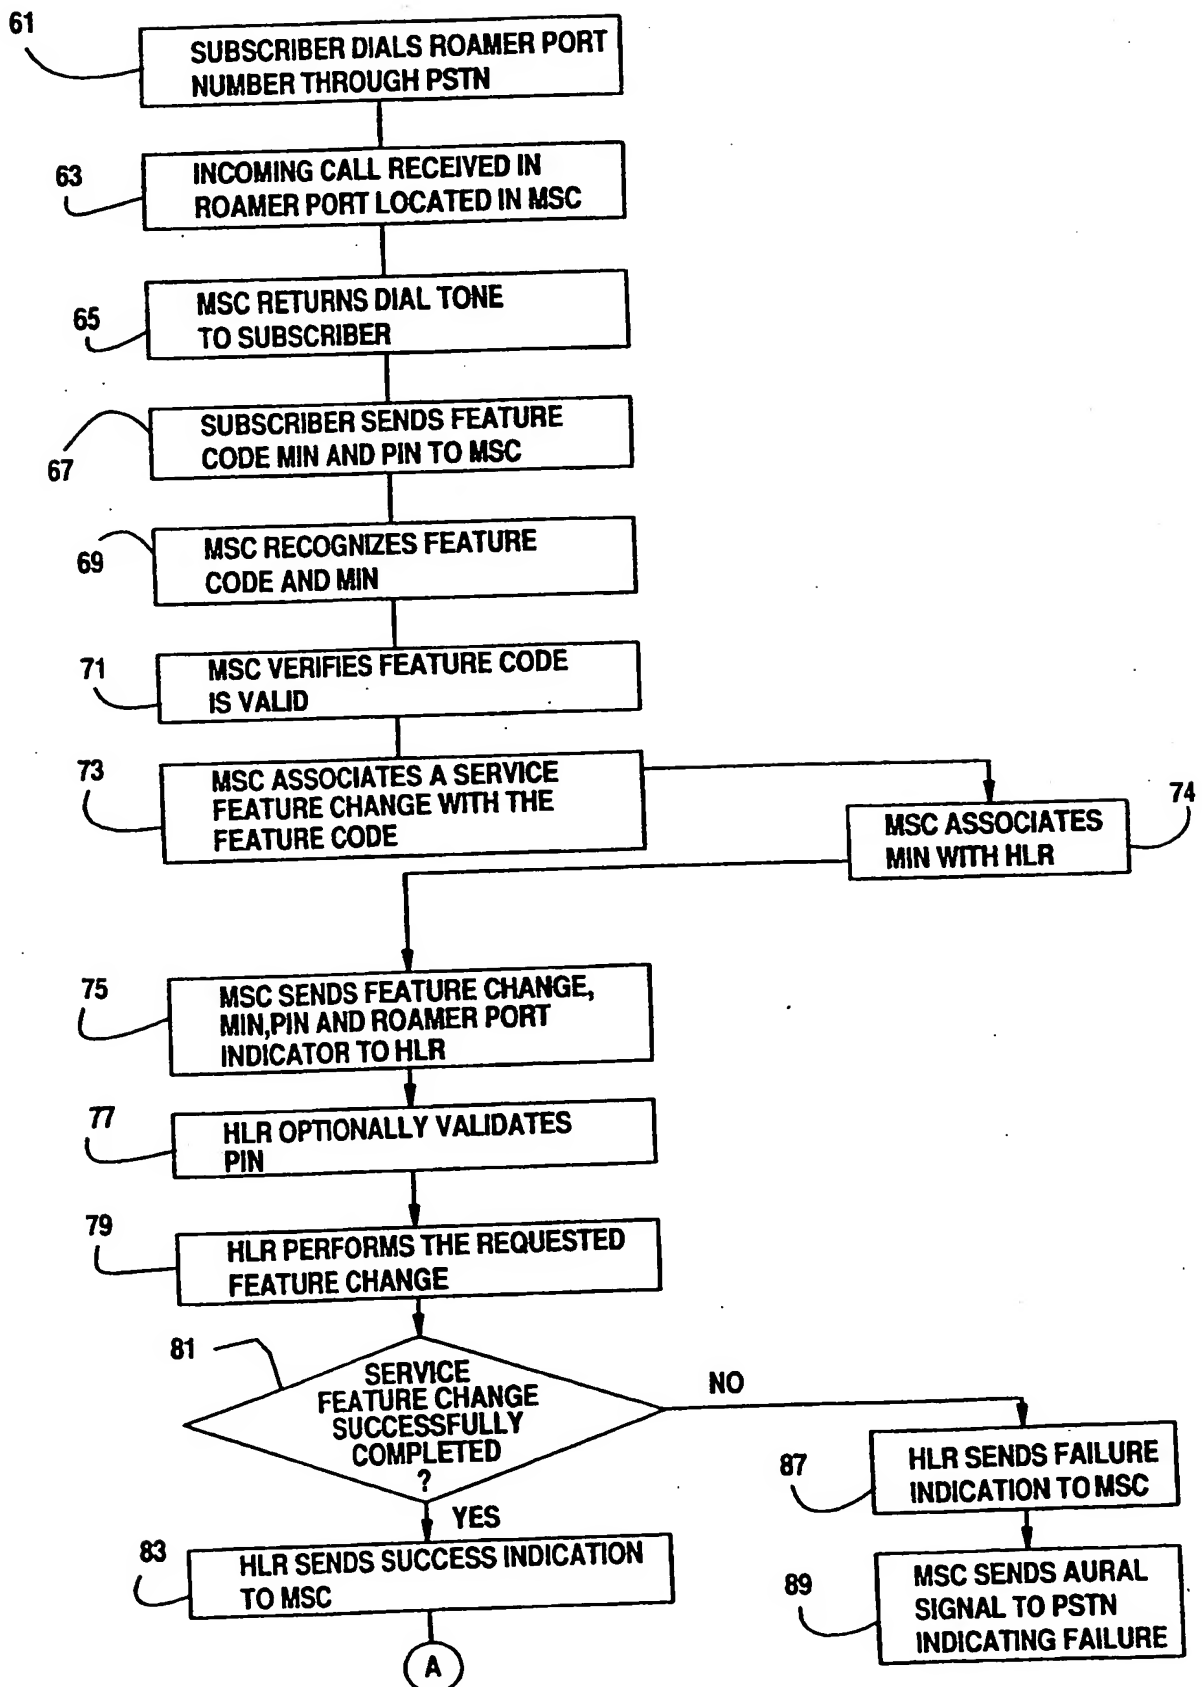 61
SUBSCRIBER DIALS ROAMER PORT
NUMBER THROUGH PSTN
63
INCOMING CALL RECEIVED IN
ROAMER PORT LOCATED IN MSC
65
MSC RETURNS DIAL TONE
TO SUBSCRIBER
67
SUBSCRIBER SENDS FEATURE
CODE MIN AND PIN TO MSC
69
MSC RECOGNIZES FEATURE
CODE AND MIN
71
MSC VERIFIES FEATURE CODE
IS VALID
73
MSC ASSOCIATES A SERVICE
FEATURE CHANGE WITH THE
FEATURE CODE
74
MSC ASSOCIATES
MIN WITH HLR
75
MSC SENDS FEATURE CHANGE,
MIN,PIN AND ROAMER PORT
INDICATOR TO HLR
77
HLR OPTIONALLY VALIDATES
PIN
79
HLR PERFORMS THE REQUESTED
FEATURE CHANGE
81
SERVICE
FEATURE CHANGE
SUCCESSFULLY
COMPLETED
?
NO
YES
87
HLR SENDS FAILURE
INDICATION TO MSC
83
HLR SENDS SUCCESS INDICATION
TO MSC
89
MSC SENDS AURAL
SIGNAL TO PSTN
INDICATING FAILURE
A